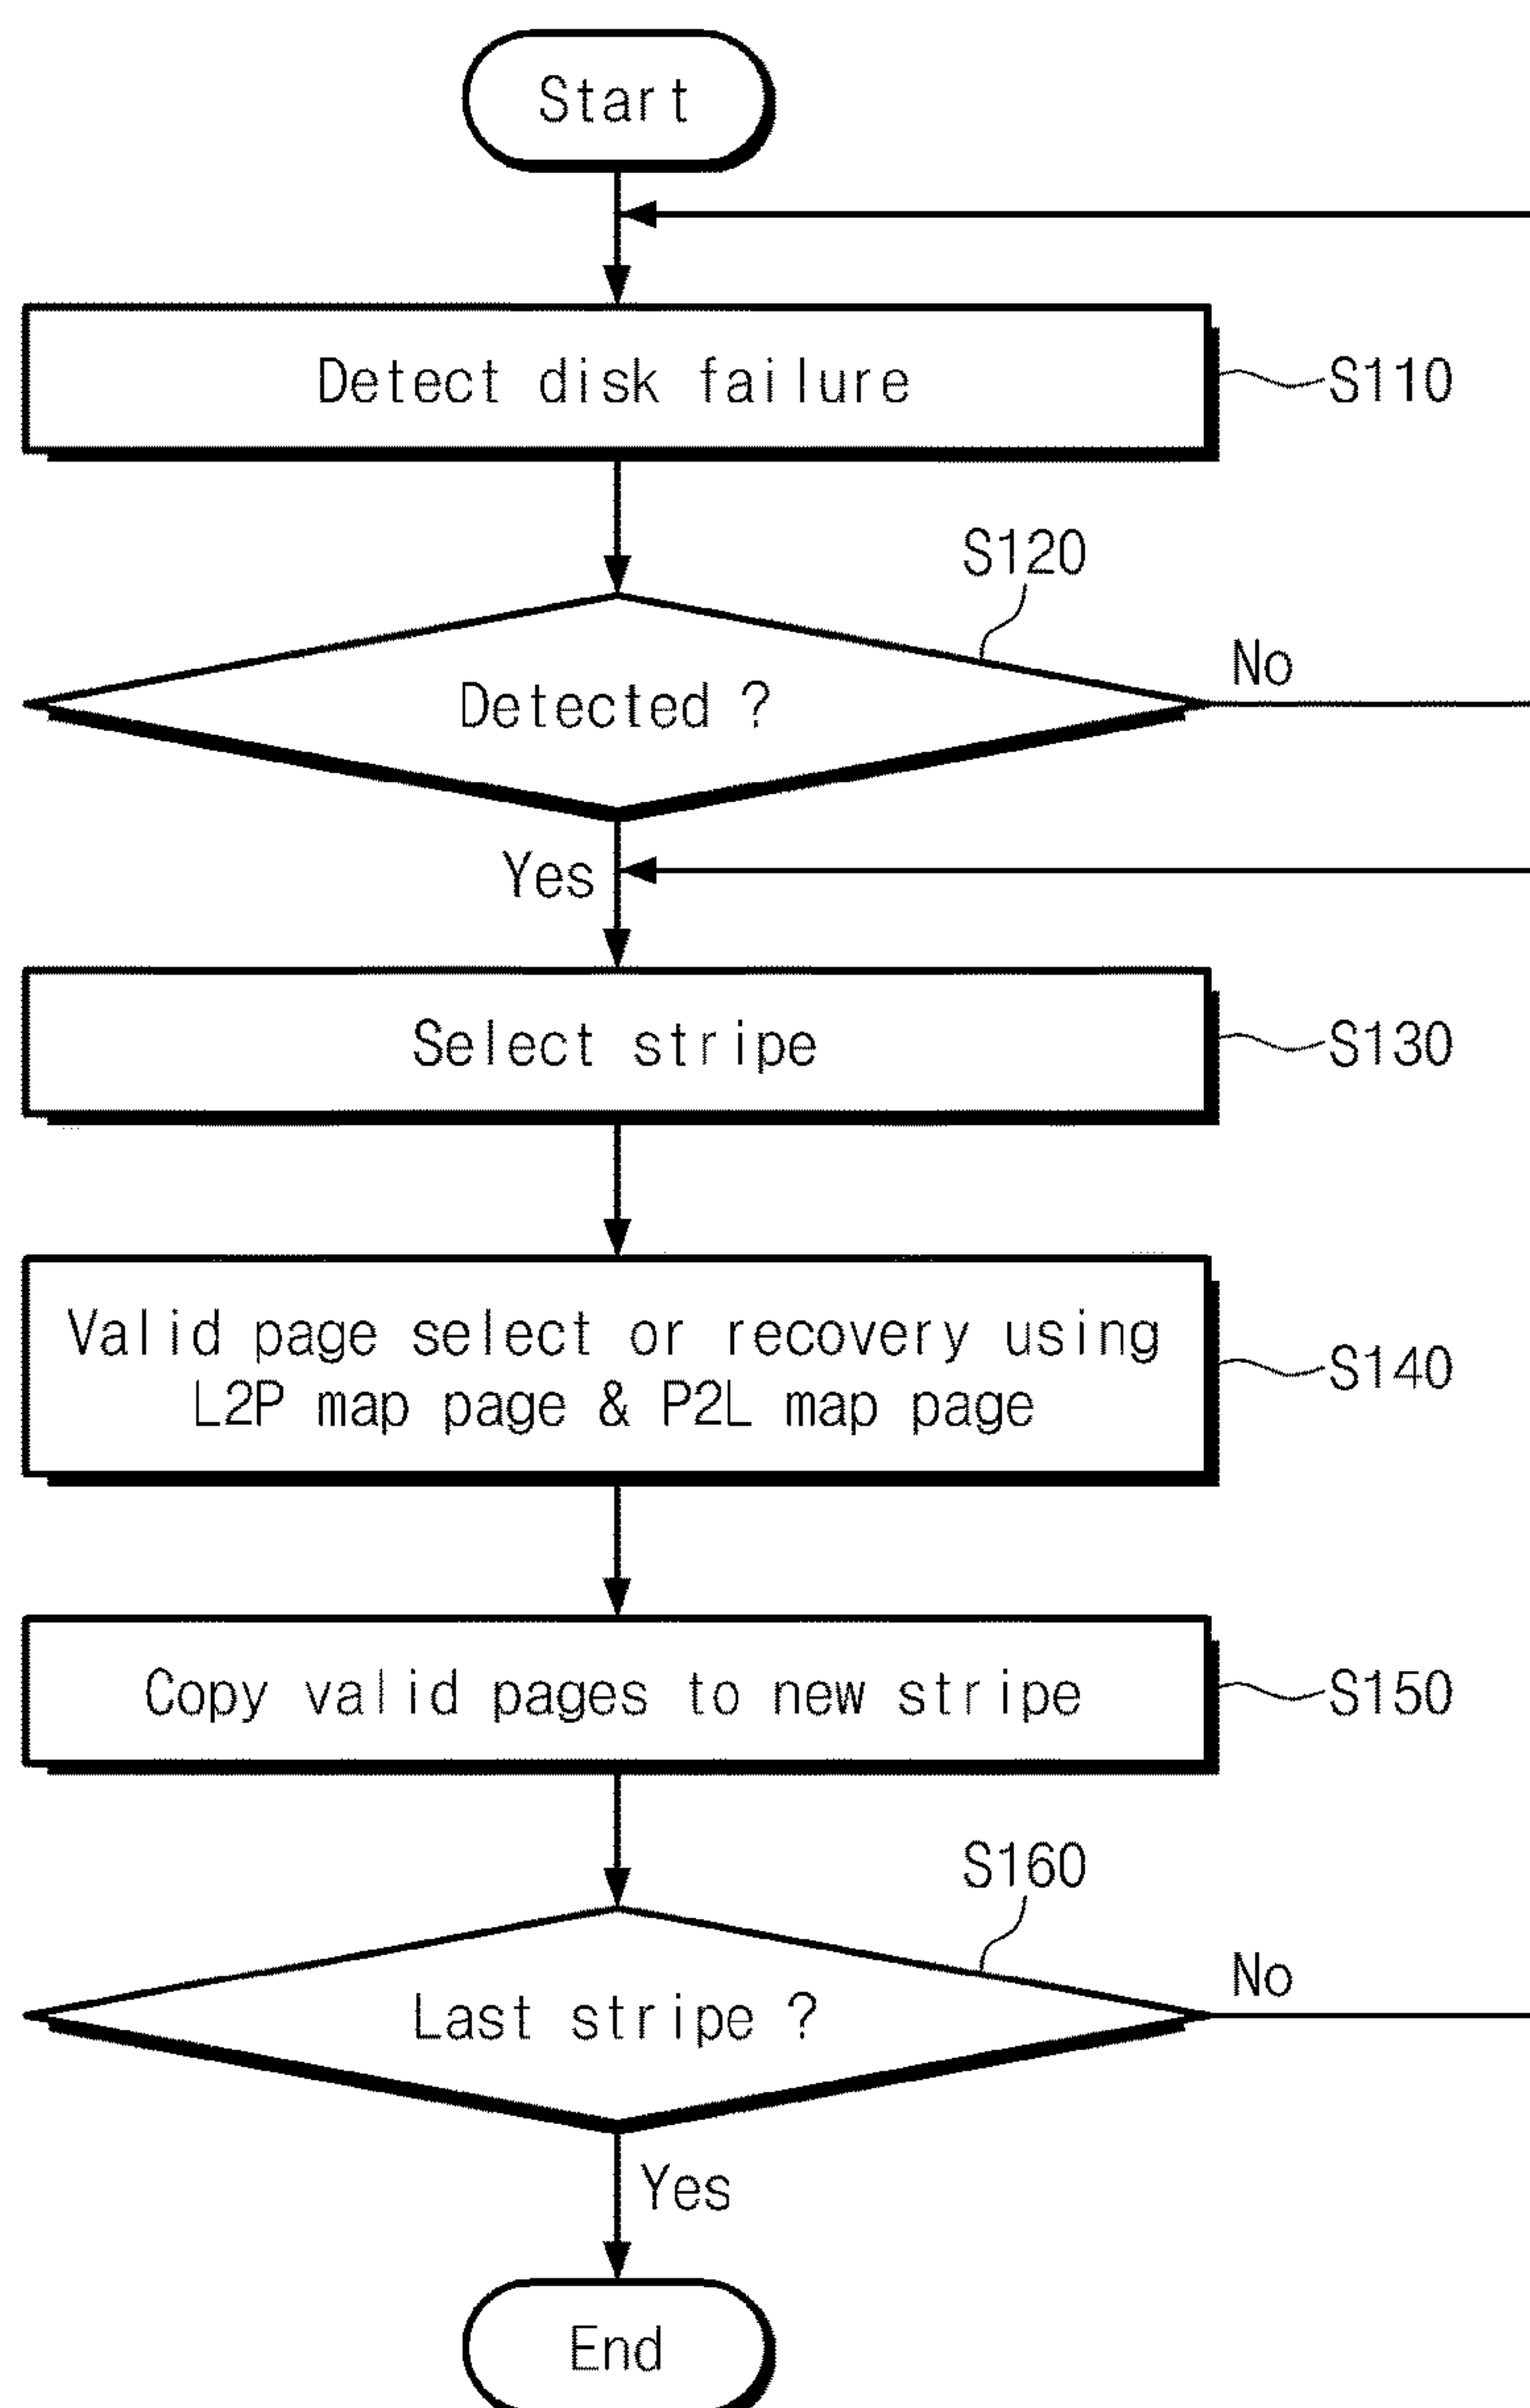 Start
Detect disk failure
S110
S120
Detected ?
No
Yes
Select stripe
S130
Valid page select or recovery using
L2P map page & P2L map page
S140
Copy valid pages to new stripe
S150
S160
Last stripe ?
No
Yes
End